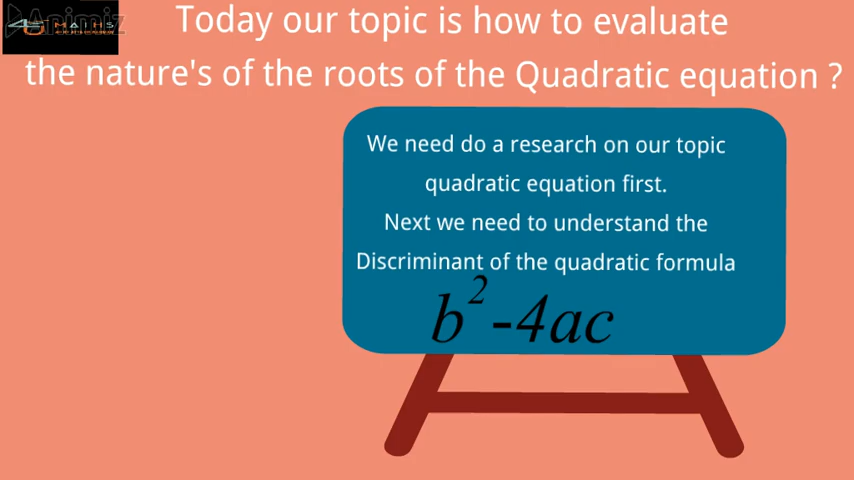 Animiz
MATHS
Today our topic is how to evaluate
the nature's of the roots of the Quadratic equation ?
We need do a research on our topic
quadratic equation first.
Next we need to understand the
Discriminant of the quadratic formula
b²-4ac